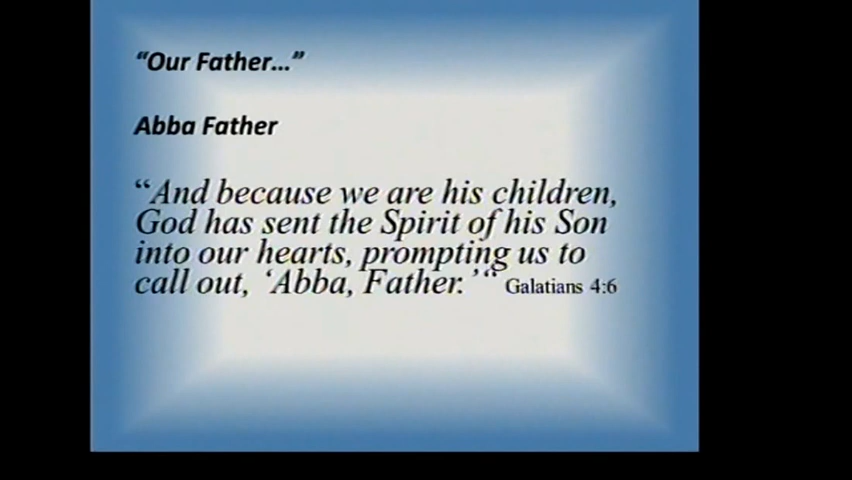 “Our Father...”
Abba Father
“And because we are his children,
God has sent the Spirit of his Son
into our hearts, prompting us to
call out, ‘Abba, Father.’“ Galatians 4:6